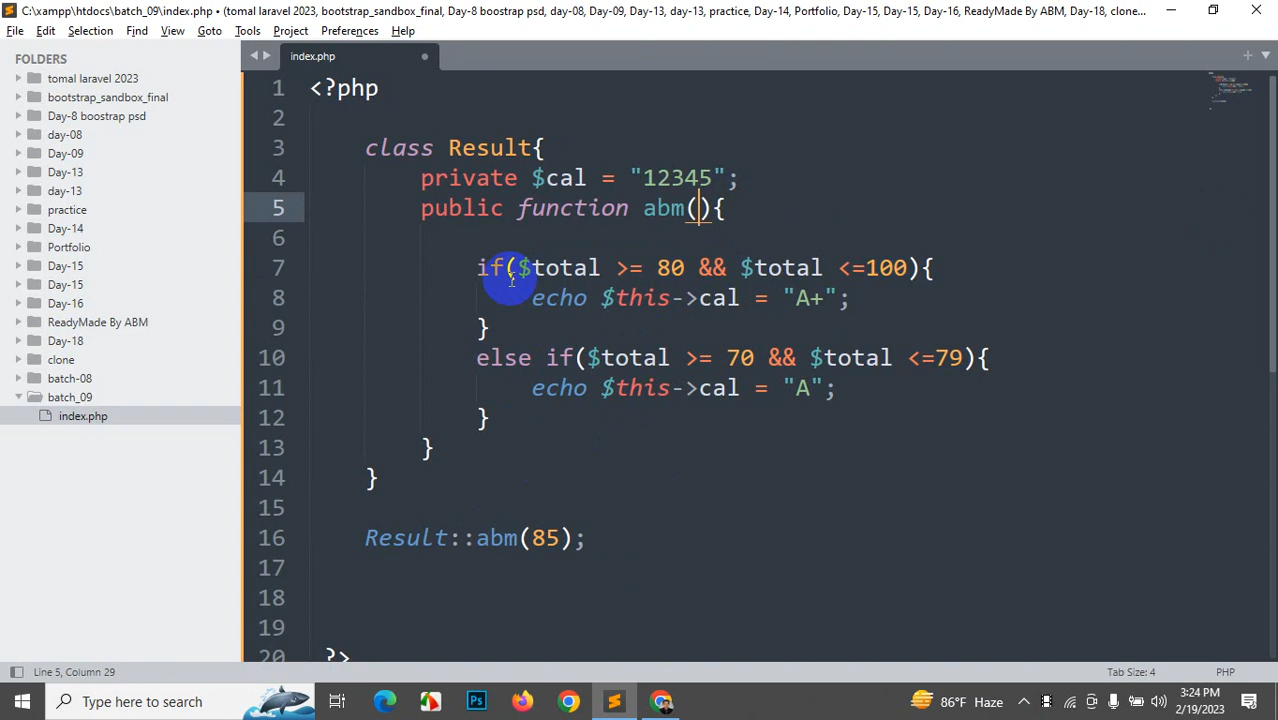 C:\xampp\htdocs\batch_09\index.php • (tomal laravel 2023, bootstrap_sandbox_final, Day-8 boostrap psd, day-08, Day-09, Day-13, day-13, practice, Day-14, Portfolio, Day-15, Day-15, Day-16, ReadyMade By ABM, Day-18, clone...
File Edit Selection Find View Goto Tools Project Preferences Help
FOLDERS
tomal laravel 2023
bootstrap_sandbox_final
Day-8 boostrap psd
day-08
Day-09
Day-13
day-13
practice
Day-14
Portfolio
Day-15
Day-15
Day-16
ReadyMade By ABM
Day-18
clone
batch-08
batch_09
index.php
index.php
1 <?php
2
3 class Result{
4 private $cal = "12345";
5 public function abm(){
6
7 if($total >= 80 && $total <=100){
8 echo $this->cal = "A+";
9 }
10 else if($total >= 70 && $total <=79){
11 echo $this->cal = "A";
12 }
13 }
14 }
15
16 Result::abm(85);
17
18
19
20 ?>
Line 5, Column 29
Tab Size: 4 PHP
Type here to search
Ps
86°F Haze
3:24 PM
2/19/2023